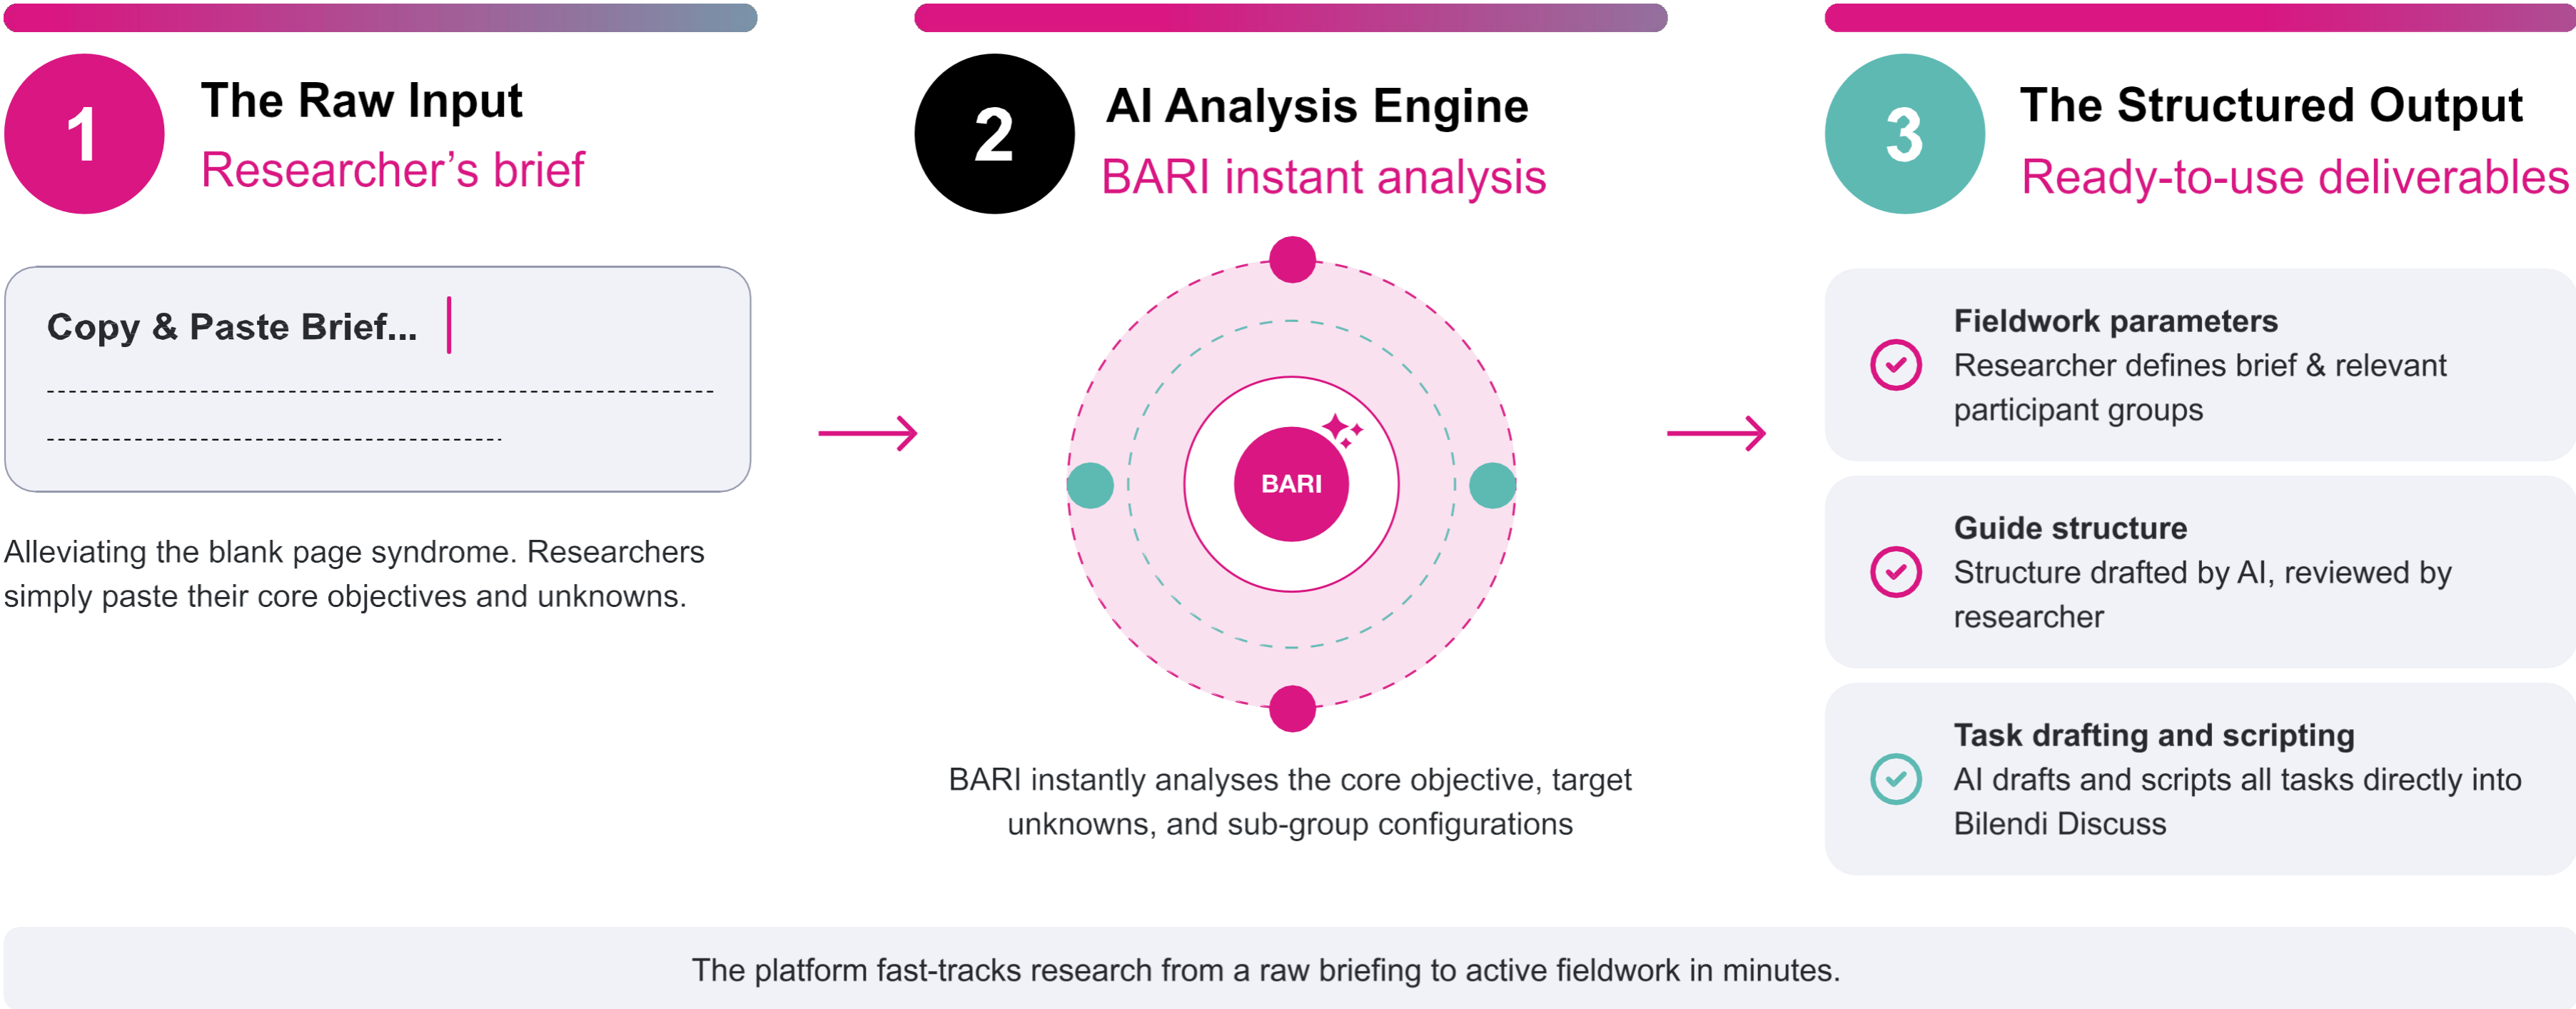 1
The Raw Input
Researcher’s brief
Copy & Paste Brief...
Alleviating the blank page syndrome. Researchers
simply paste their core objectives and unknowns.
2
AI Analysis Engine
BARI instant analysis
BARI
BARI instantly analyses the core objective, target
unknowns, and sub-group configurations
3
The Structured Output
Ready-to-use deliverables
Fieldwork parameters
Researcher defines brief & relevant
participant groups
Guide structure
Structure drafted by AI, reviewed by
researcher
Task drafting and scripting
AI drafts and scripts all tasks directly into
Bilendi Discuss
The platform fast-tracks research from a raw briefing to active fieldwork in minutes.